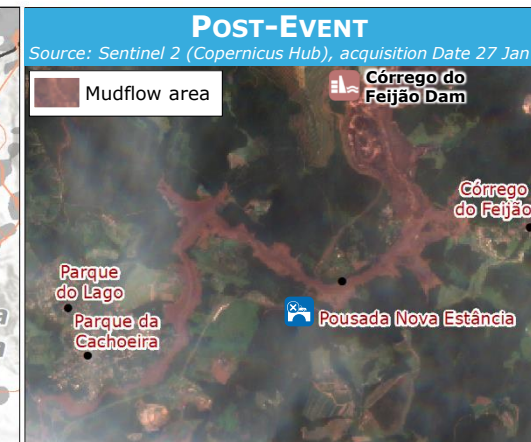 POST-EVENT
Source: Sentinel 2 (Copernicus Hub), acquisition Date 27 Jan
Mudflow area
Córrego do
Feijão Dam
Córrego
do Feijão
Parque
do Lago
Parque da
Cachoeira
Pousada Nova Estância